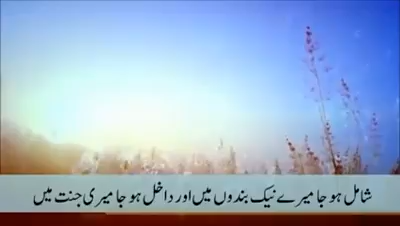 شامل ہو جا میرے نیک بندوں میں اور داخل ہو جا میری جنت میں